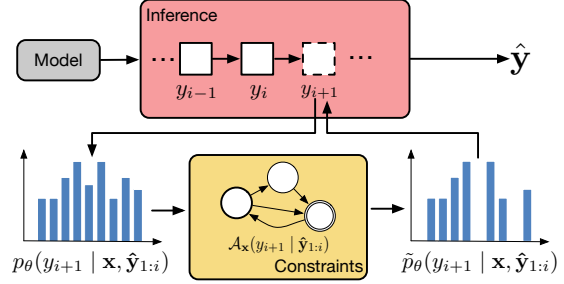 Inference
Model
··· y_{i−1} y_i y_{i+1} ···
ŷ
𝒜_𝐱(y_{i+1} | ŷ_{1:i})
Constraints
p_θ(y_{i+1} | 𝐱, ŷ_{1:i})
p̃_θ(y_{i+1} | 𝐱, ŷ_{1:i})